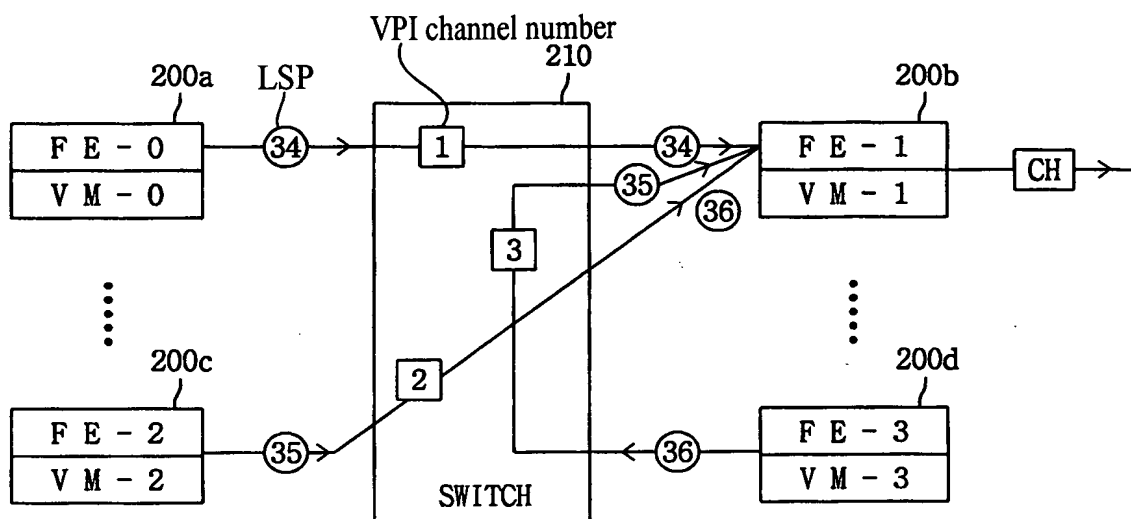 VPI channel number
210
200a
LSP
200b
FE-0
34
1
34
FE-1
VM-0
35
VM-1
CH
36
3
200c
2
200d
FE-2
35
36
FE-3
VM-2
SWITCH
VM-3